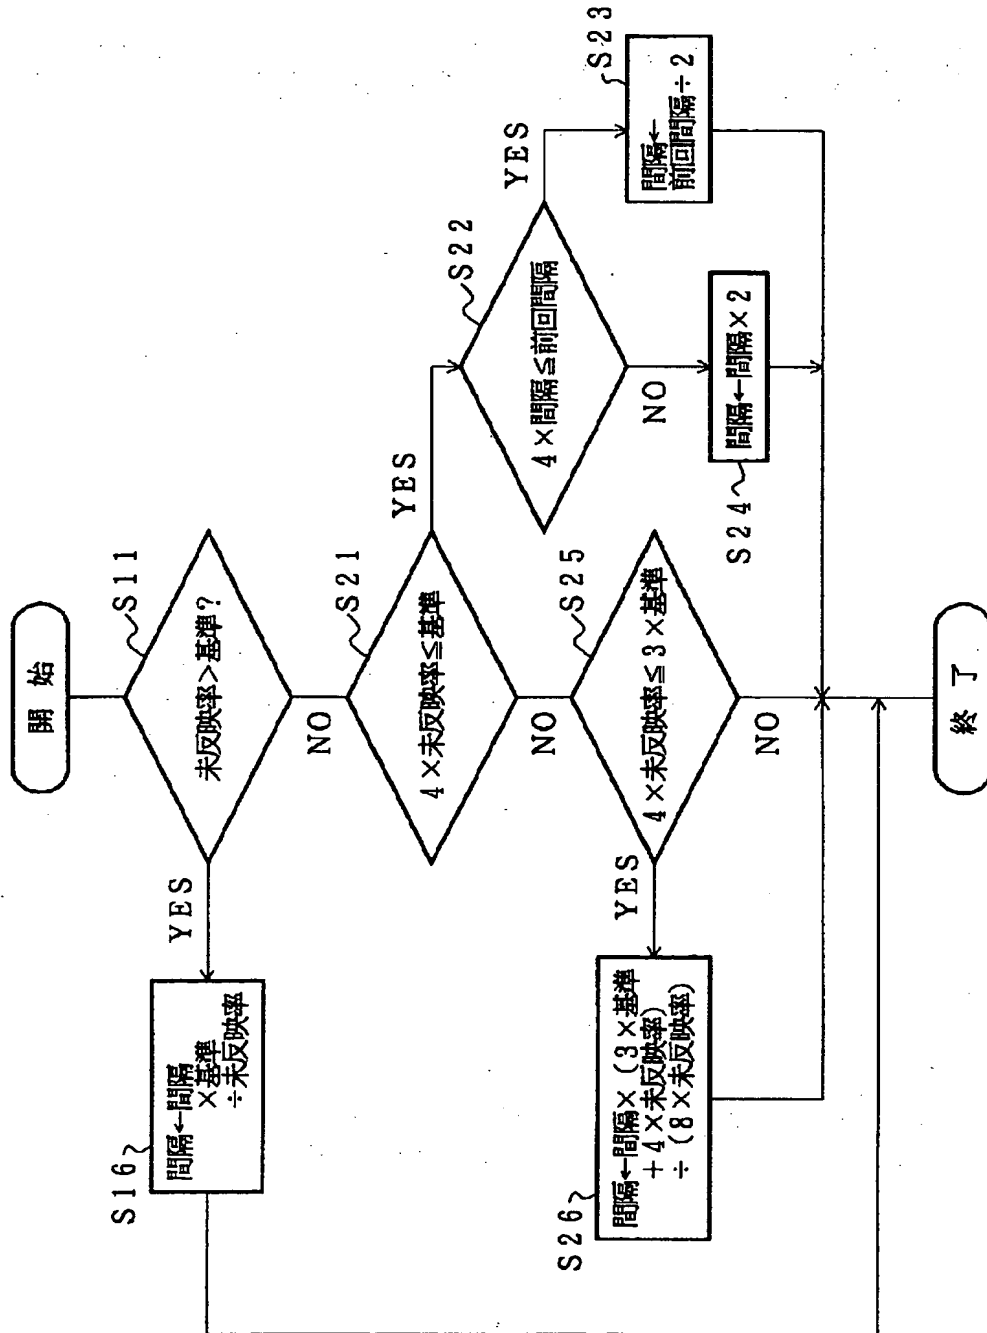 開 始
S11
未反映率>基準?
YES
NO
S16
間隔←間隔
×基準
÷未反映率
S21
4×未反映率≦基準
YES
NO
S22
4×間隔≦前回間隔
YES
NO
S23
間隔←
前回間隔÷2
S24
間隔←間隔×2
S25
4×未反映率≦3×基準
YES
NO
S26
間隔←間隔×(3×基準
+4×未反映率)
÷(8×未反映率)
終 了